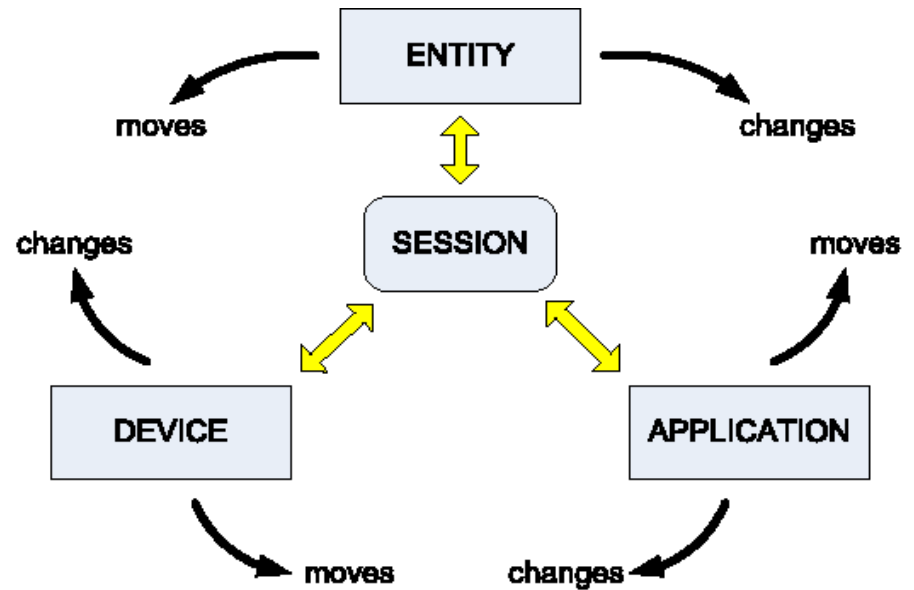 ENTITY
moves
changes
changes
SESSION
moves
DEVICE
APPLICATION
moves
changes